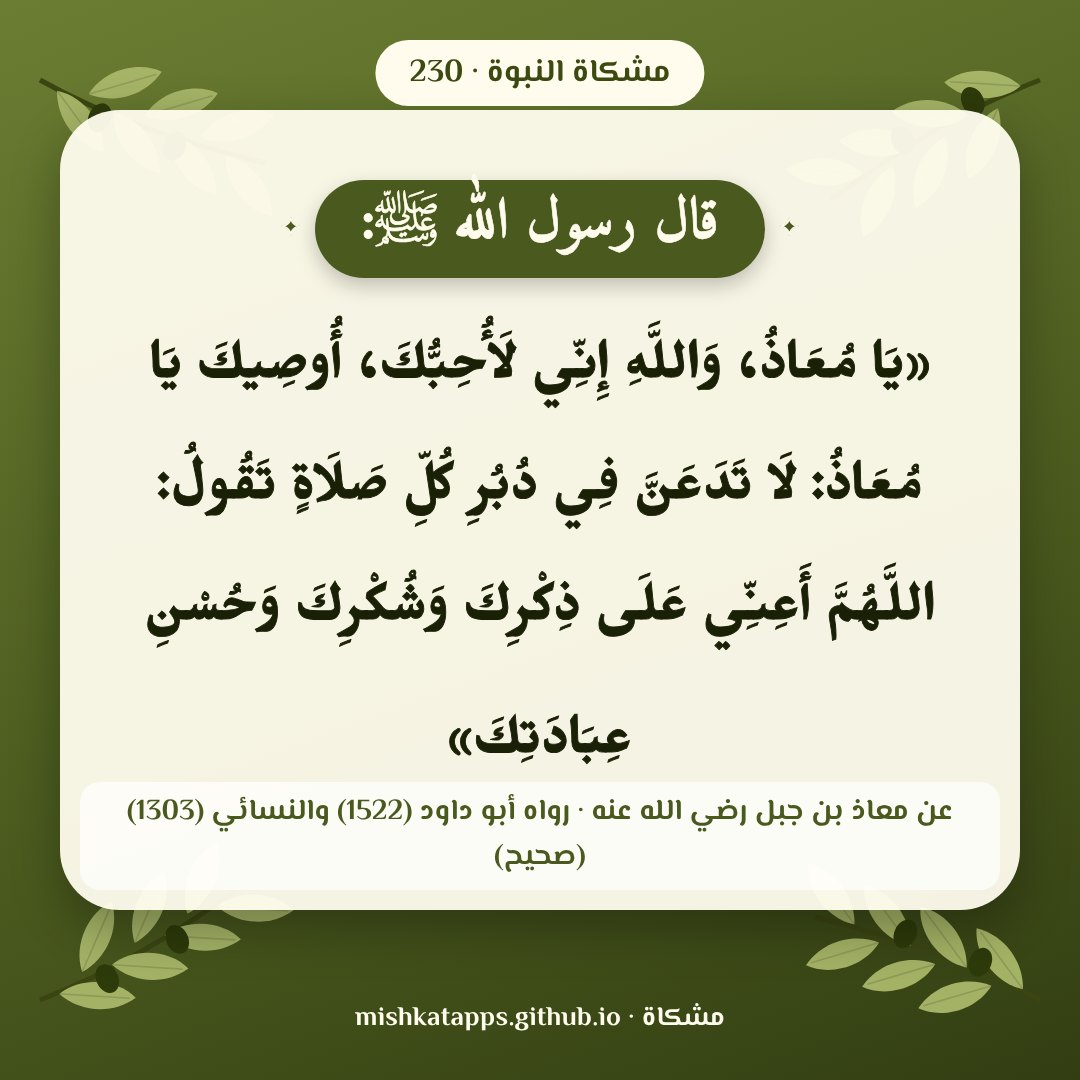 مشكاة النبوة · 230
قال رسول الله ﷺ:
«يَا مُعَاذُ، وَاللَّهِ إِنِّي لَأُحِبُّكَ، أُوصِيكَ يَا
مُعَاذُ: لَا تَدَعَنَّ فِي دُبُرِ كُلِّ صَلَاةٍ تَقُولُ:
اللَّهُمَّ أَعِنِّي عَلَى ذِكْرِكَ وَشُكْرِكَ وَحُسْنِ
عِبَادَتِكَ»
عن معاذ بن جبل رضي الله عنه · رواه أبو داود (1522) والنسائي (1303)
(صحيح)
مشكاة · mishkatapps.github.io